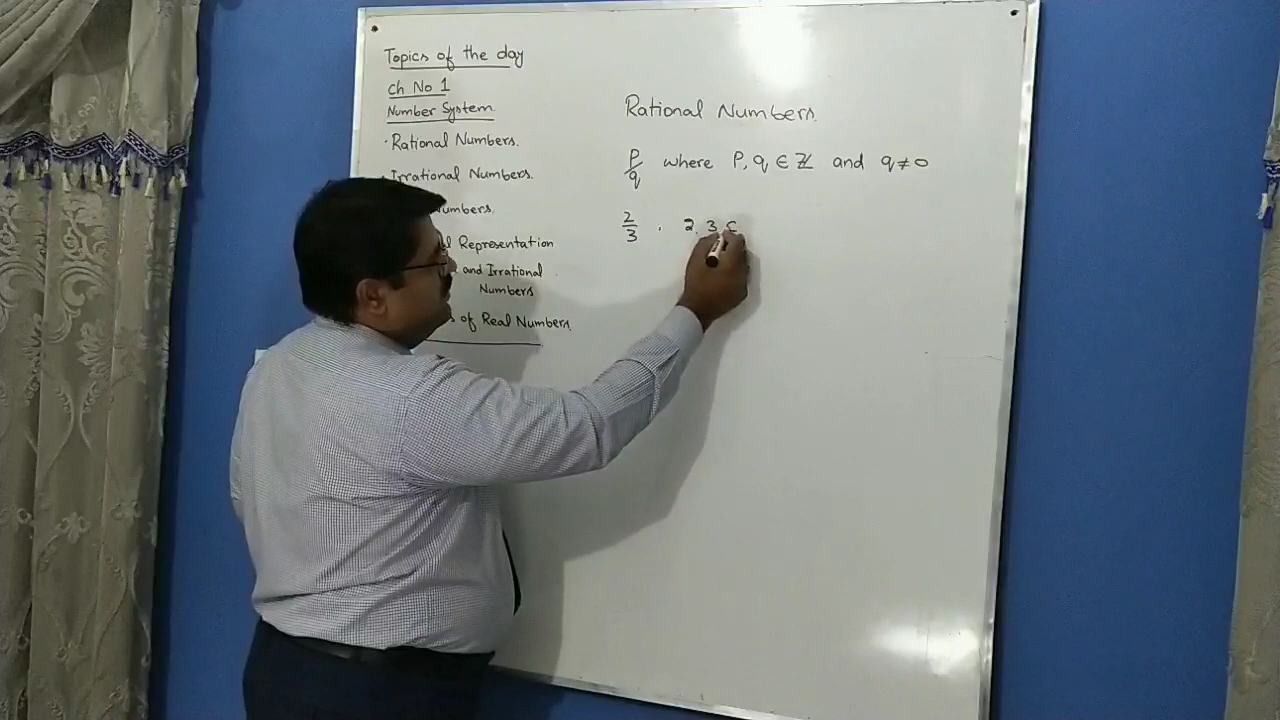 Topics of the day
ch No 1
Number System
· Rational Numbers.
Irrational Numbers.
umbers.
Representation
and Irrational
Numbers
of Real Numbers.
Rational Numbers.
P/q where P, q ∈ ℤ and q ≠ 0
2/3 , 2, 3,